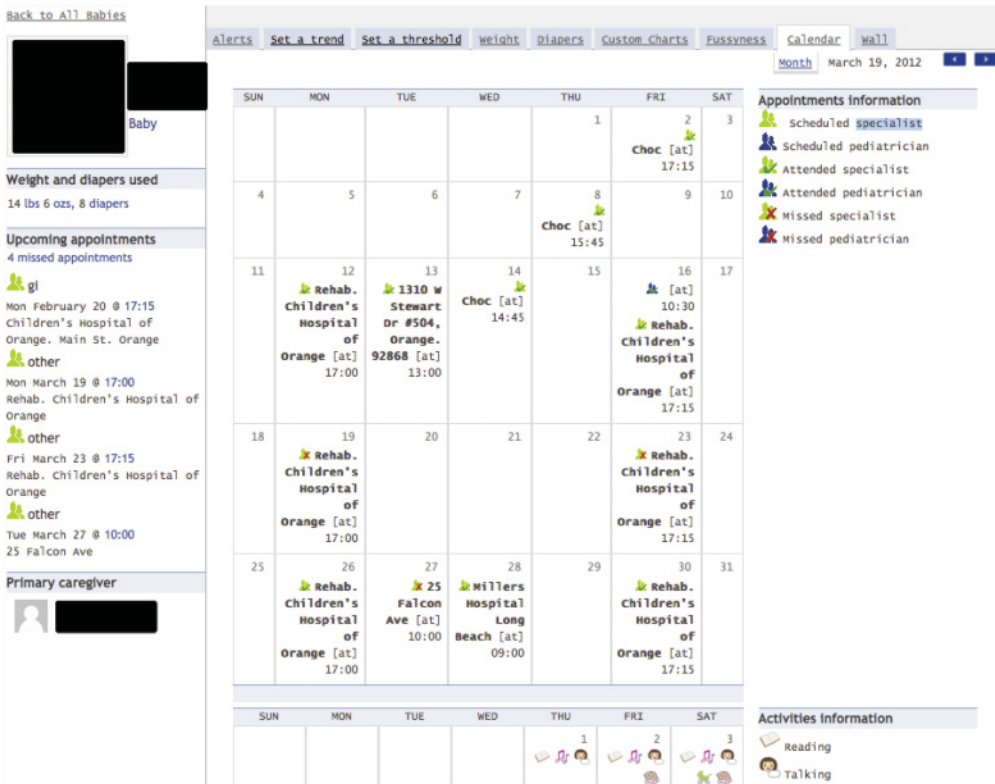 Back to All Babies
Baby
Weight and diapers used
14 lbs 6 ozs, 8 diapers
Upcoming appointments
4 missed appointments
gi
Mon February 20 @ 17:15
Children's Hospital of
Orange. Main St. Orange
other
Mon March 19 @ 17:00
Rehab. Children's Hospital of
Orange
other
Fri March 23 @ 17:15
Rehab. Children's Hospital of
Orange
other
Tue March 27 @ 10:00
25 Falcon Ave
Primary caregiver
Alerts Set a trend Set a threshold Weight Diapers Custom Charts Fussyness Calendar Wall
Month March 19, 2012
SUN MON TUE WED THU FRI SAT
1 2 3
Choc [at]
17:15
4 5 6 7 8 9 10
Choc [at]
15:45
11 12 13 14 15 16 17
Rehab.
Children's
Hospital
of
Orange [at]
17:00
1310 W
Stewart
Dr #504,
Orange.
92868 [at]
13:00
Choc [at]
14:45
[at]
10:30
Rehab.
Children's
Hospital
of
Orange [at]
17:15
18 19 20 21 22 23 24
Rehab.
Children's
Hospital
of
Orange [at]
17:00
Rehab.
Children's
Hospital
of
Orange [at]
17:15
25 26 27 28 29 30 31
Rehab.
Children's
Hospital
of
Orange [at]
17:00
25
Falcon
Ave [at]
10:00
Millers
Hospital
Long
Beach [at]
09:00
Rehab.
Children's
Hospital
of
Orange [at]
17:15
SUN MON TUE WED THU FRI SAT
1 2 3
Appointments information
Scheduled specialist
Scheduled pediatrician
Attended specialist
Attended pediatrician
Missed specialist
Missed pediatrician
Activities information
Reading
Talking